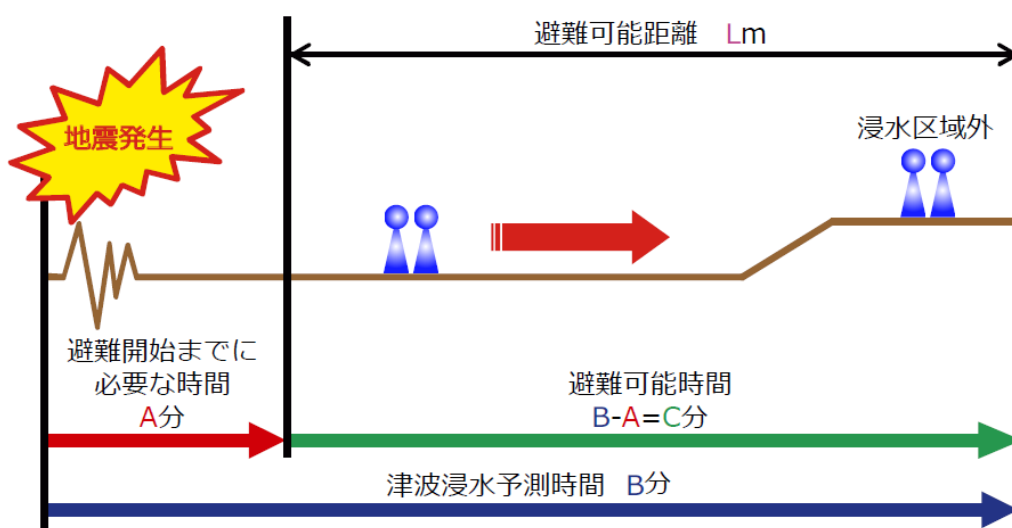 避難可能距離 Lm
地震発生
浸水区域外
避難開始までに
必要な時間
A分
避難可能時間
B-A=C分
津波浸水予測時間 B分